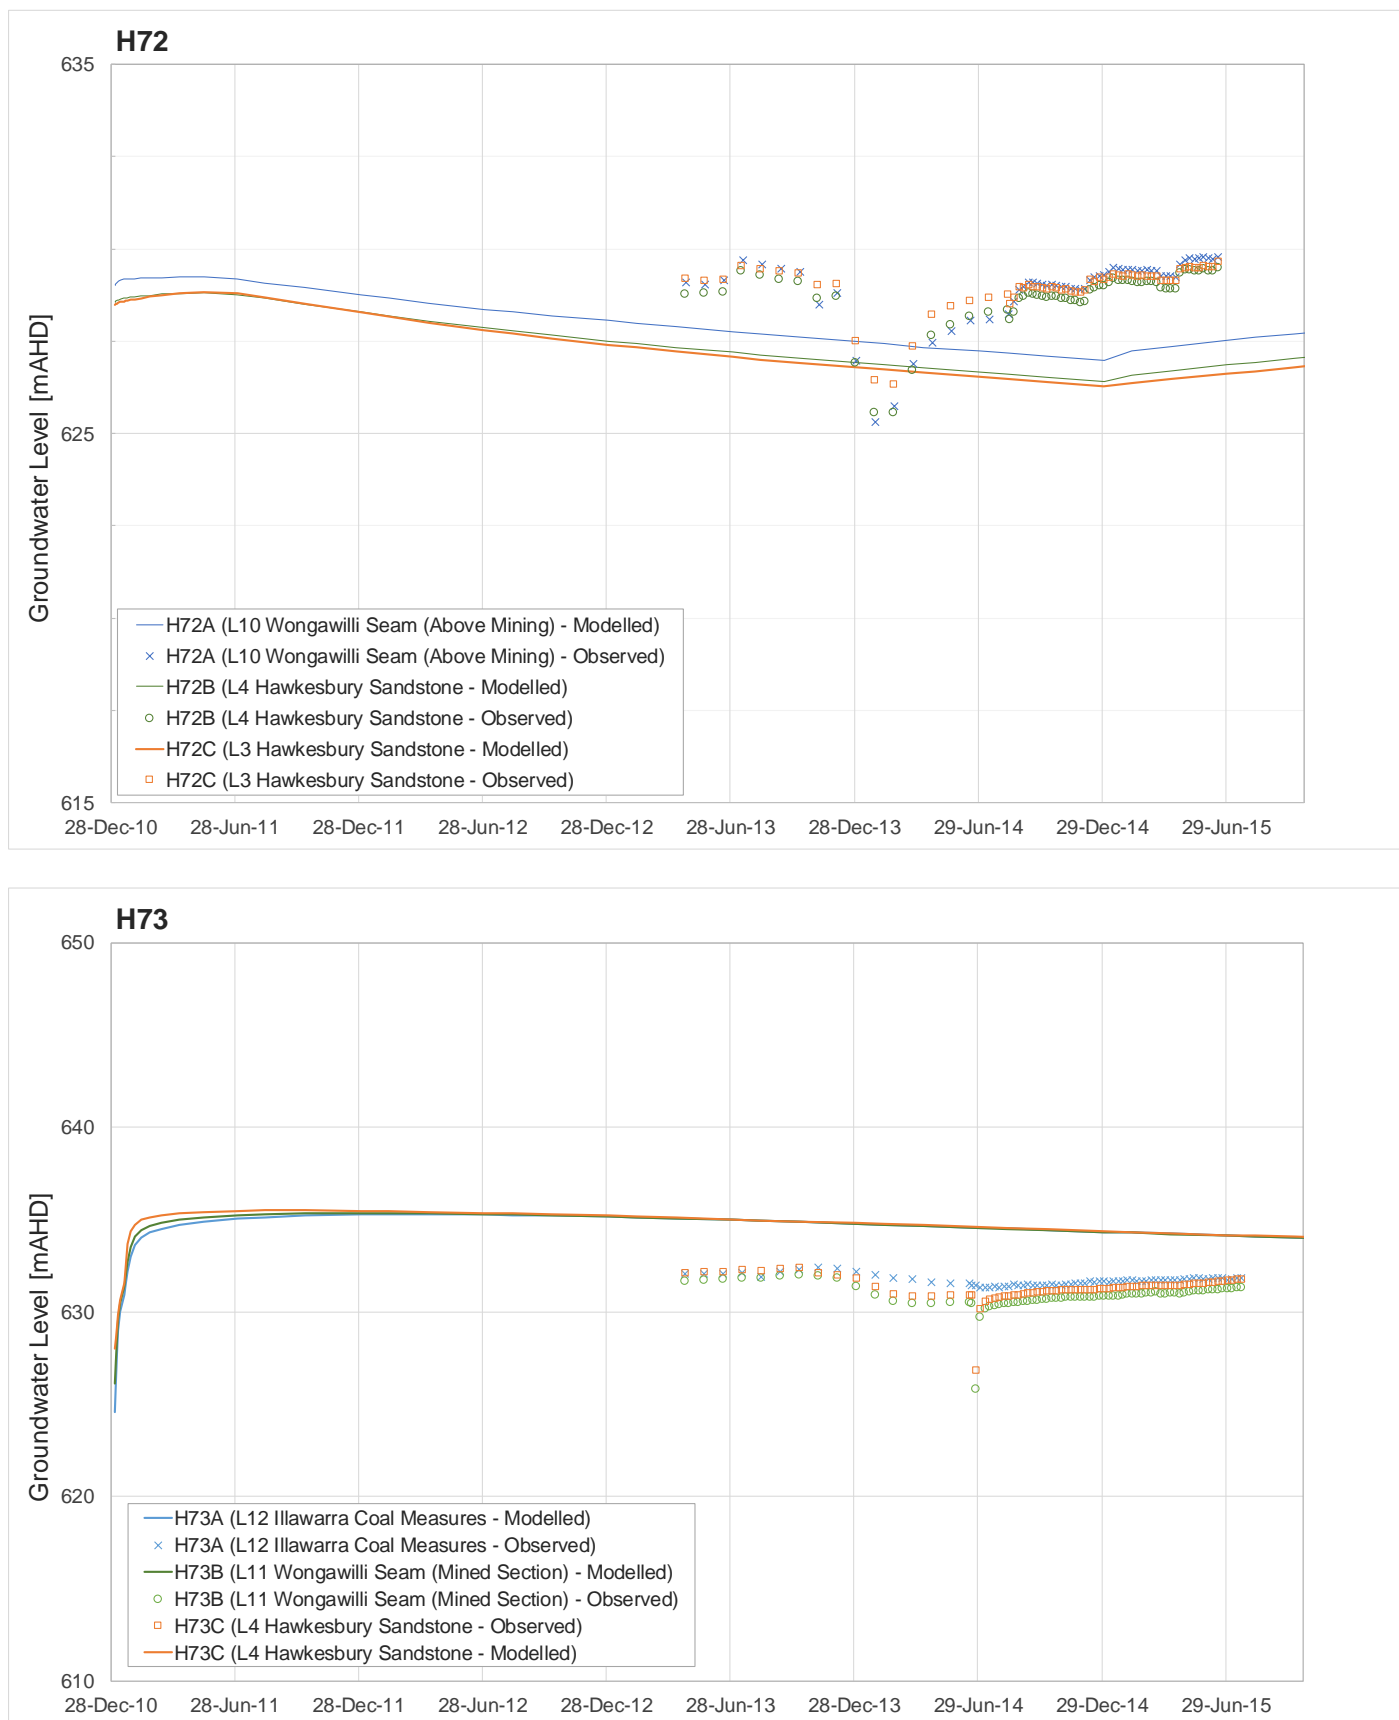 H72
635
625
615
Groundwater Level [mAHD]
H72A (L10 Wongawilli Seam (Above Mining) - Modelled)
H72A (L10 Wongawilli Seam (Above Mining) - Observed)
H72B (L4 Hawkesbury Sandstone - Modelled)
H72B (L4 Hawkesbury Sandstone - Observed)
H72C (L3 Hawkesbury Sandstone - Modelled)
H72C (L3 Hawkesbury Sandstone - Observed)
28-Dec-10 28-Jun-11 28-Dec-11 28-Jun-12 28-Dec-12 28-Jun-13 28-Dec-13 29-Jun-14 29-Dec-14 29-Jun-15
H73
650
640
630
620
610
Groundwater Level [mAHD]
H73A (L12 Illawarra Coal Measures - Modelled)
H73A (L12 Illawarra Coal Measures - Observed)
H73B (L11 Wongawilli Seam (Mined Section) - Modelled)
H73B (L11 Wongawilli Seam (Mined Section) - Observed)
H73C (L4 Hawkesbury Sandstone - Observed)
H73C (L4 Hawkesbury Sandstone - Modelled)
28-Dec-10 28-Jun-11 28-Dec-11 28-Jun-12 28-Dec-12 28-Jun-13 28-Dec-13 29-Jun-14 29-Dec-14 29-Jun-15